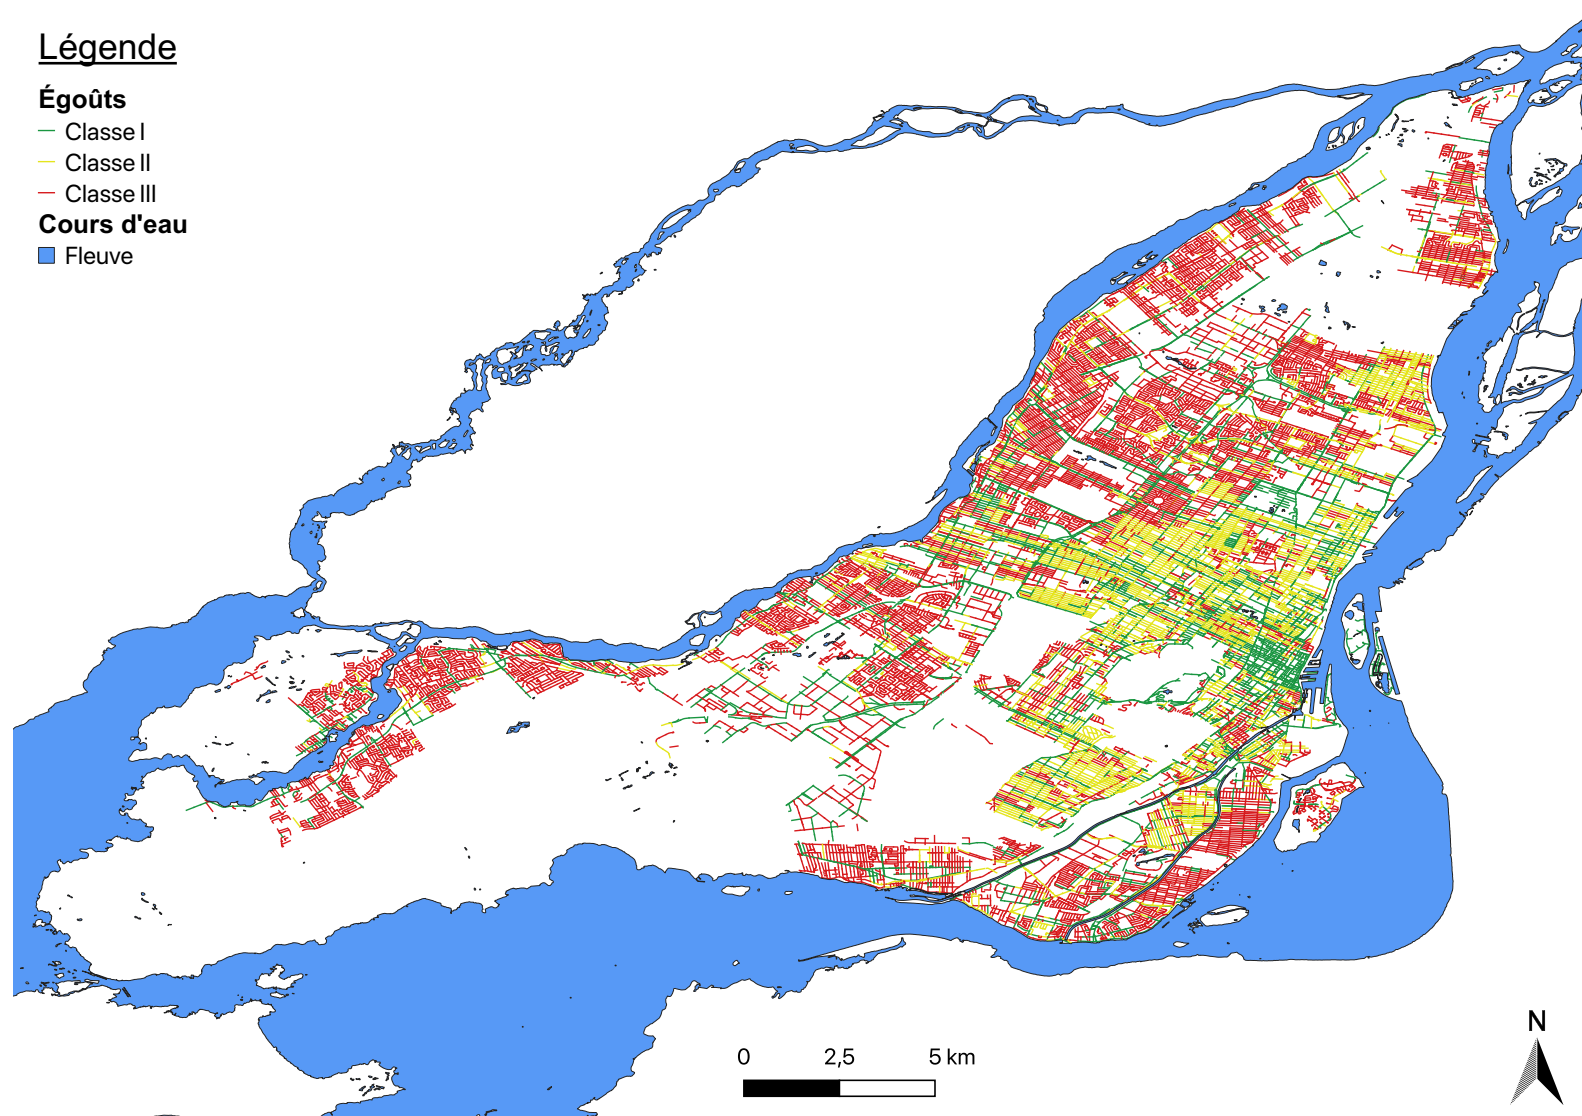 Légende
Égoûts
Classe I
Classe II
Classe III
Cours d'eau
Fleuve
N
0 2,5 5 km